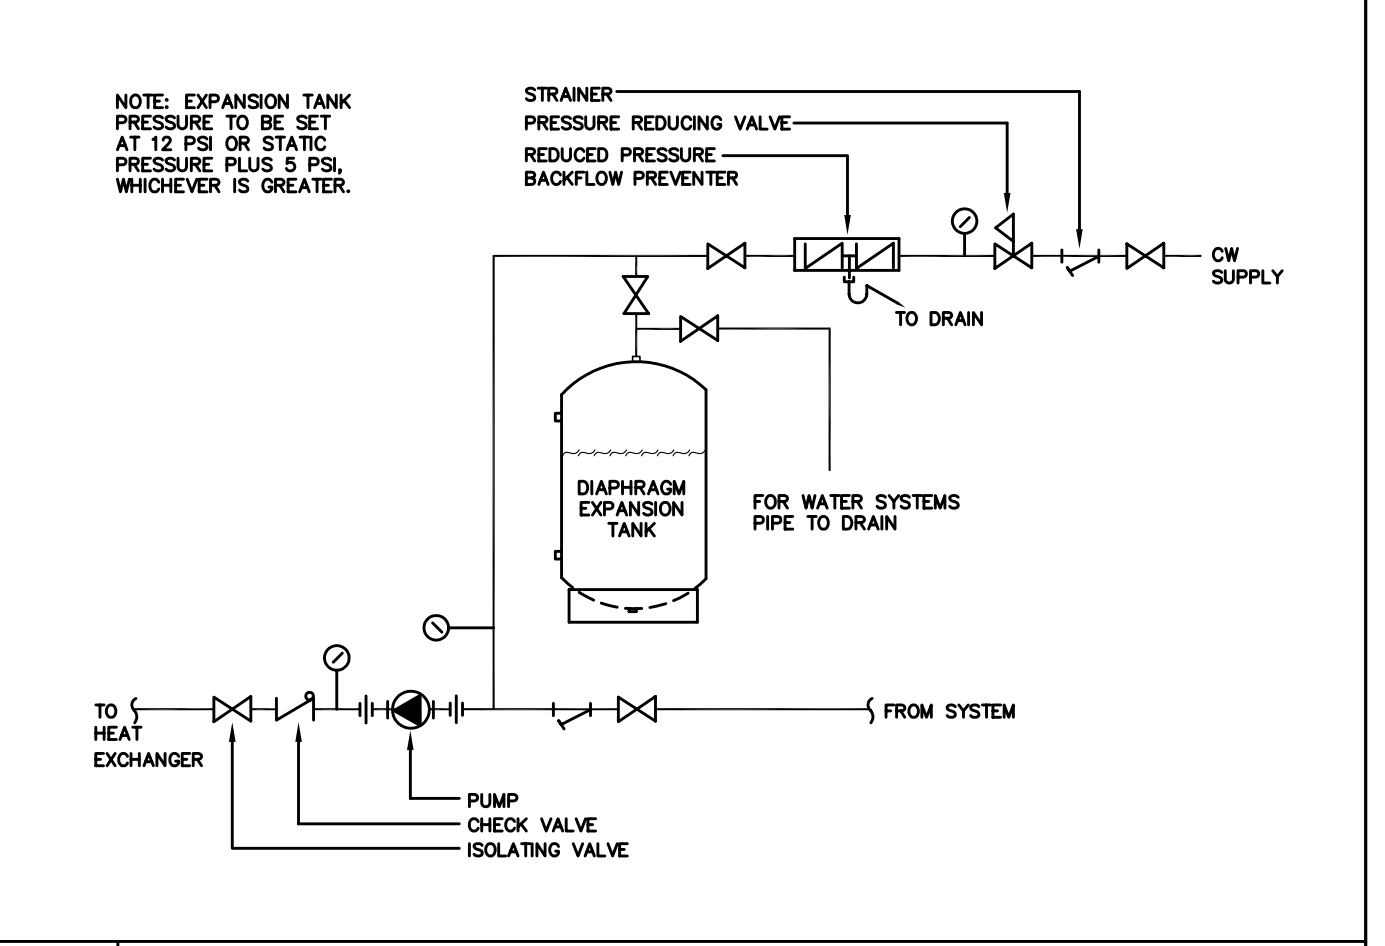 NOTE: EXPANSION TANK
PRESSURE TO BE SET
AT 12 PSI OR STATIC
PRESSURE PLUS 5 PSI,
WHICHEVER IS GREATER.
STRAINER
PRESSURE REDUCING VALVE
REDUCED PRESSURE
BACKFLOW PREVENTER
CW
SUPPLY
TO DRAIN
DIAPHRAGM
EXPANSION
TANK
FOR WATER SYSTEMS
PIPE TO DRAIN
TO
HEAT
EXCHANGER
FROM SYSTEM
PUMP
CHECK VALVE
ISOLATING VALVE